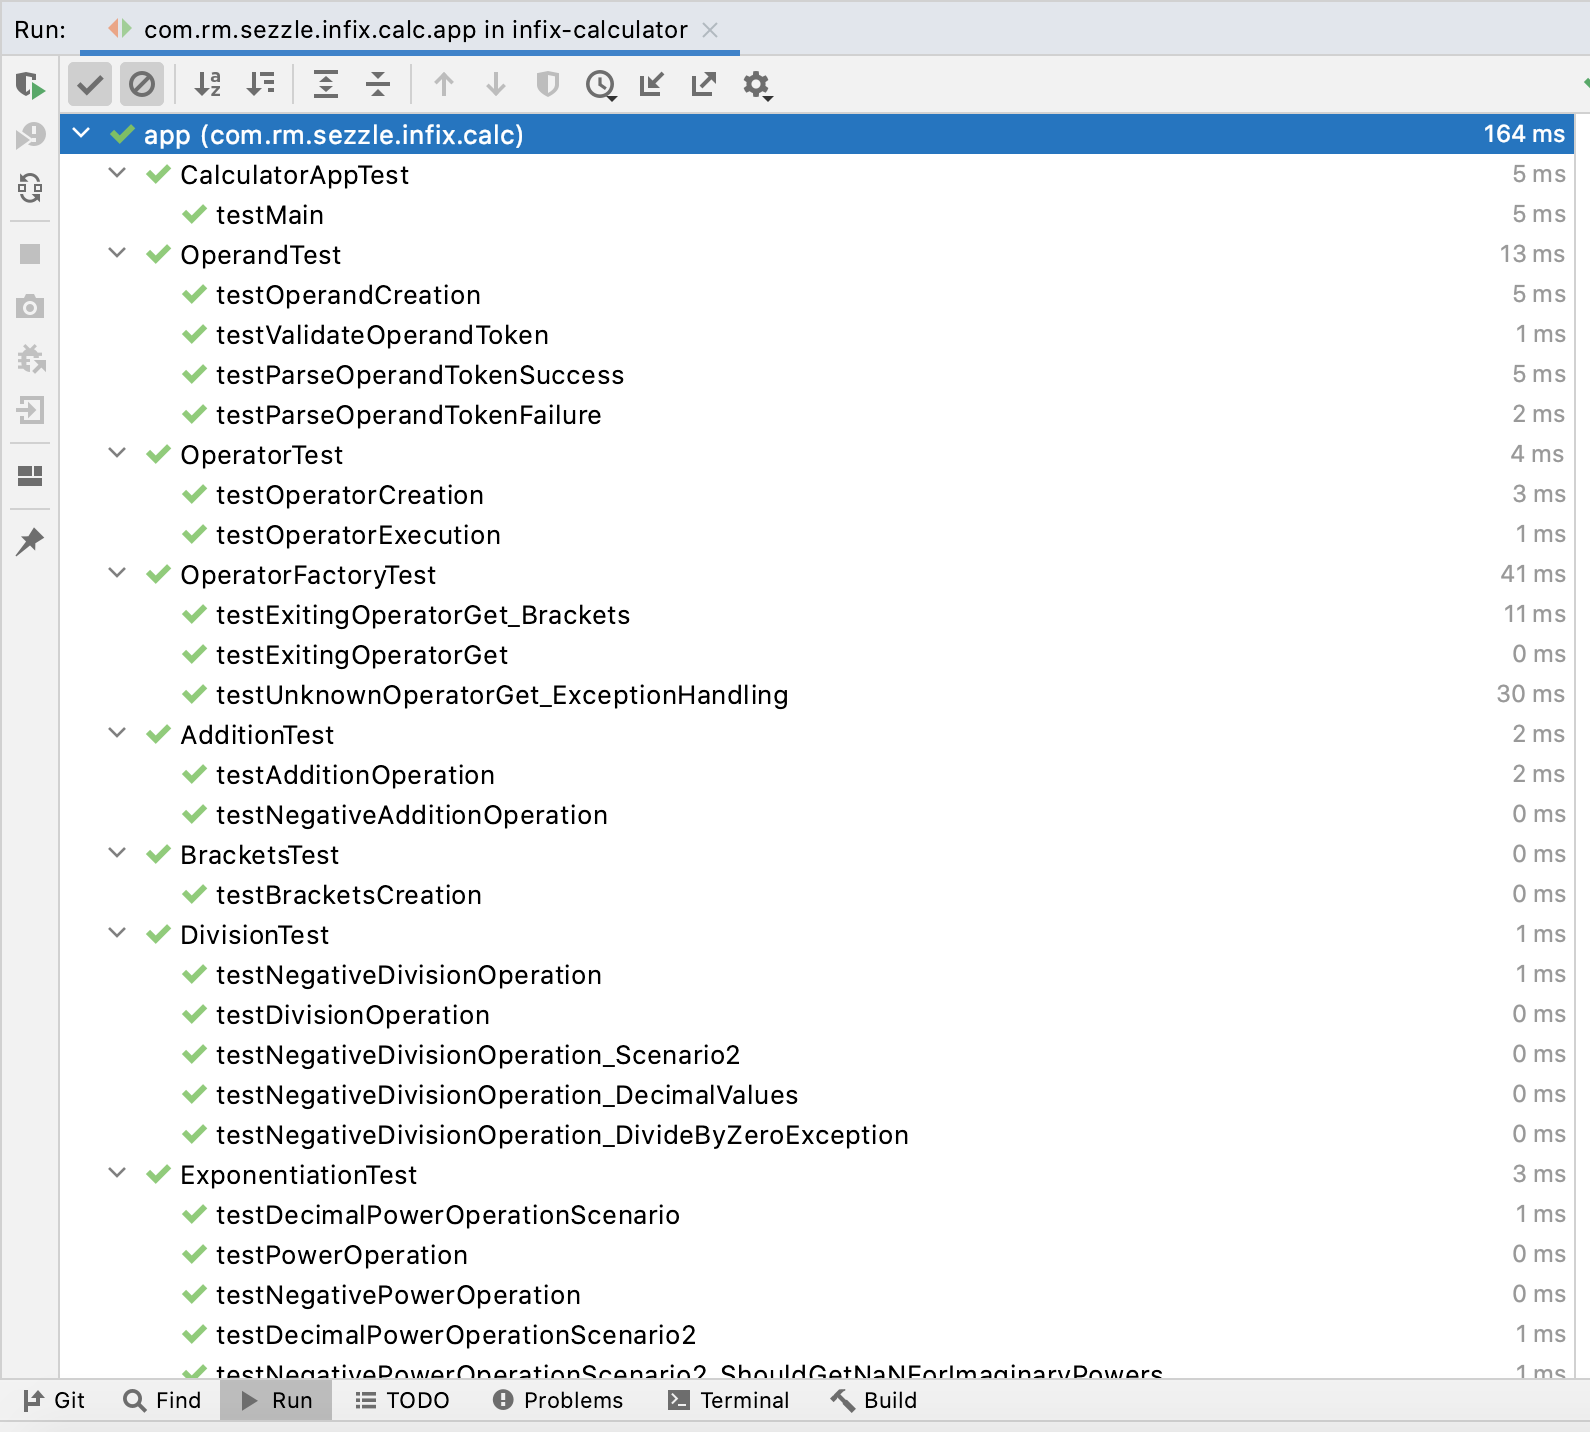 Run: com.rm.sezzle.infix.calc.app in infix-calculator
app (com.rm.sezzle.infix.calc) 164 ms
CalculatorAppTest 5 ms
testMain 5 ms
OperandTest 13 ms
testOperandCreation 5 ms
testValidateOperandToken 1 ms
testParseOperandTokenSuccess 5 ms
testParseOperandTokenFailure 2 ms
OperatorTest 4 ms
testOperatorCreation 3 ms
testOperatorExecution 1 ms
OperatorFactoryTest 41 ms
testExitingOperatorGet_Brackets 11 ms
testExitingOperatorGet 0 ms
testUnknownOperatorGet_ExceptionHandling 30 ms
AdditionTest 2 ms
testAdditionOperation 2 ms
testNegativeAdditionOperation 0 ms
BracketsTest 0 ms
testBracketsCreation 0 ms
DivisionTest 1 ms
testNegativeDivisionOperation 1 ms
testDivisionOperation 0 ms
testNegativeDivisionOperation_Scenario2 0 ms
testNegativeDivisionOperation_DecimalValues 0 ms
testNegativeDivisionOperation_DivideByZeroException 0 ms
ExponentiationTest 3 ms
testDecimalPowerOperationScenario 1 ms
testPowerOperation 0 ms
testNegativePowerOperation 0 ms
testDecimalPowerOperationScenario2 1 ms
testNegativePowerOperationScenario2_ShouldGetNaNForImaginaryPowers 1 ms
Git Find Run TODO Problems Terminal Build